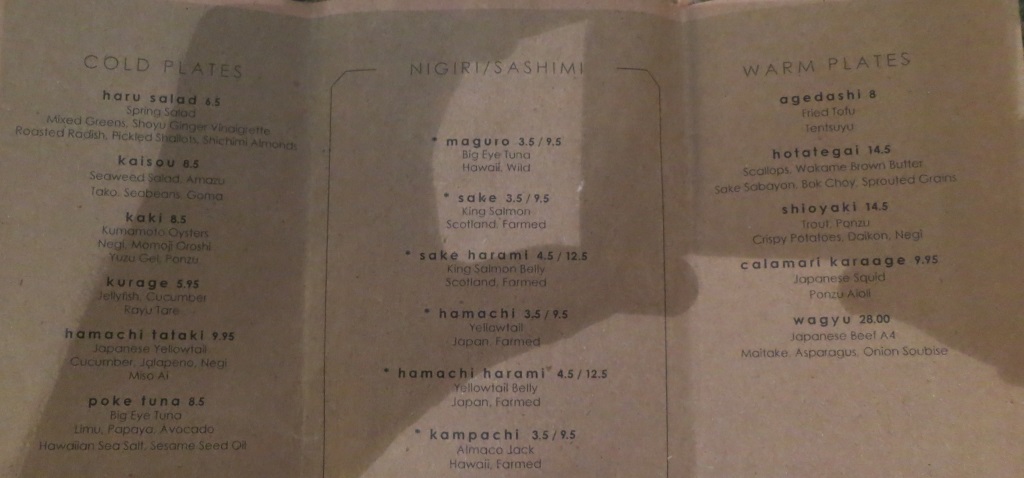 COLD PLATES
haru salad 6.5
Spring Salad
Mixed Greens, Shoyu Ginger Vinaigrette
Roasted Radish, Pickled Shallots, Shichimi Almonds
kaisou 8.5
Seaweed Salad, Amazu
Tako, Seabeans, Goma
kaki 8.5
Kumamoto Oysters
Negi, Momoji Oroshi
Yuzu Gel, Ponzu
kurage 5.95
Jellyfish, Cucumber
Rayu Tare
hamachi tataki 9.95
Japanese Yellowtail
Cucumber, Jalapeno, Negi
Miso Ai
poke tuna 8.5
Big Eye Tuna
Limu, Papaya, Avocado
Hawaiian Sea Salt, Sesame Seed Oil
NIGIRI/SASHIMI
* maguro 3.5 / 9.5
Big Eye Tuna
Hawaii, Wild
* sake 3.5 / 9.5
King Salmon
Scotland, Farmed
* sake harami 4.5 / 12.5
King Salmon Belly
Scotland, Farmed
* hamachi 3.5 / 9.5
Yellowtail
Japan, Farmed
* hamachi harami 4.5 / 12.5
Yellowtail Belly
Japan, Farmed
* kampachi 3.5 / 9.5
Almaco Jack
Hawaii, Farmed
WARM PLATES
agedashi 8
Fried Tofu
Tentsuyu
hotategai 14.5
Scallops, Wakame Brown Butter
Sake Sabayon, Bok Choy, Sprouted Grains
shioyaki 14.5
Trout, Ponzu
Crispy Potatoes, Daikon, Negi
calamari karaage 9.95
Japanese Squid
Ponzu Aioli
wagyu 28.00
Japanese Beef A4
Maitake, Asparagus, Onion Soubise